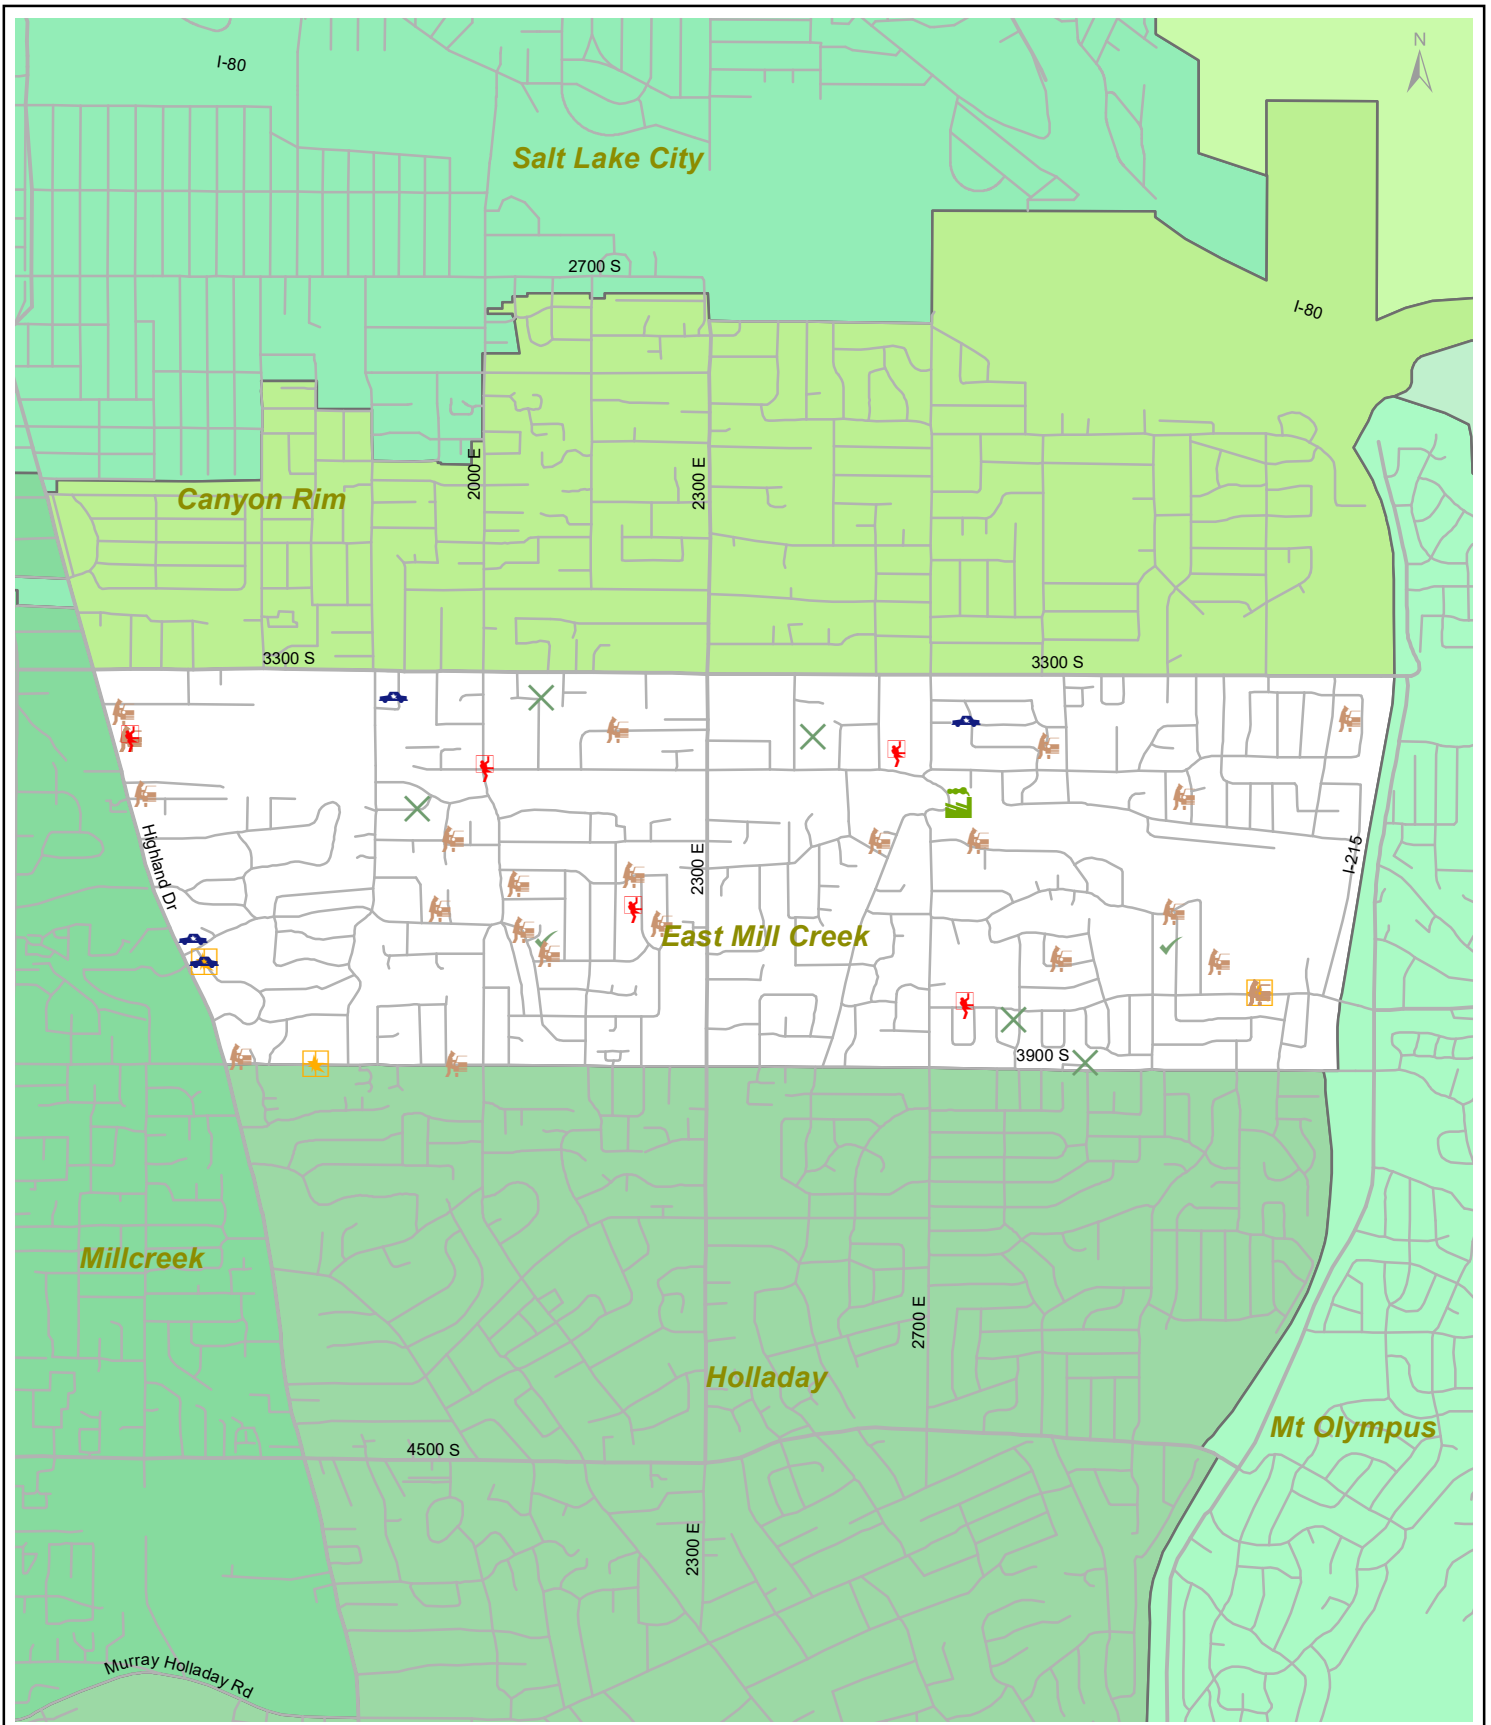 N
I-80
Salt Lake City
2700 S
I-80
2000 E
2300 E
Canyon Rim
3300 S
3300 S
Highland Dr
2300 E
I-215
East Mill Creek
3900 S
Millcreek
2700 E
Holladay
Mt Olympus
4500 S
2300 E
Murray Holladay Rd